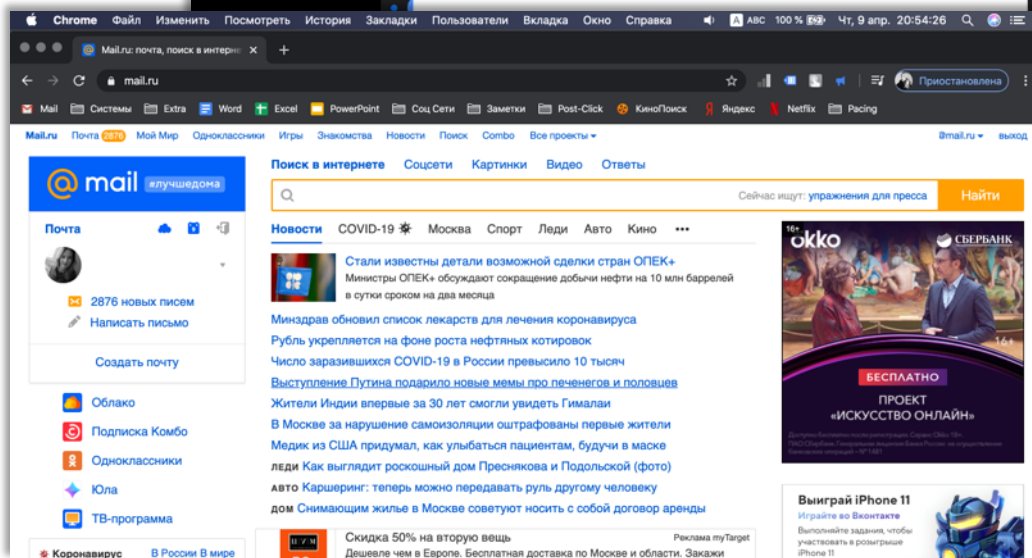 Chrome Файл Изменить Посмотреть История Закладки Пользователи Вкладка Окно Справка
A ABC 100 % Чт, 9 апр. 20:54:26
Mail.ru: почта, поиск в интерне
mail.ru
Приостановлена
Mail Системы Extra Word Excel PowerPoint Соц Сети Заметки Post-Click КиноПоиск Яндекс Netflix Pacing
Mail.ru Почта 2876 Мой Мир Одноклассники Игры Знакомства Новости Поиск Combo Все проекты
@mail.ru выход
@mail #лучшедома
Поиск в интернете Соцсети Картинки Видео Ответы
Сейчас ищут: упражнения для пресса Найти
Почта
2876 новых писем
Написать письмо
Создать почту
Облако
Подписка Комбо
Одноклассники
Юла
ТВ-программа
Коронавирус В России В мире
Новости COVID-19 Москва Спорт Леди Авто Кино •••
Стали известны детали возможной сделки стран ОПЕК+
Министры ОПЕК+ обсуждают сокращение добычи нефти на 10 млн баррелей
в сутки сроком на два месяца
Минздрав обновил список лекарств для лечения коронавируса
Рубль укрепляется на фоне роста нефтяных котировок
Число заразившихся COVID-19 в России превысило 10 тысяч
Выступление Путина подарило новые мемы про печенегов и половцев
Жители Индии впервые за 30 лет смогли увидеть Гималаи
В Москве за нарушение самоизоляции оштрафованы первые жители
Медик из США придумал, как улыбаться пациентам, будучи в маске
ЛЕДИ Как выглядит роскошный дом Преснякова и Подольской (фото)
АВТО Каршеринг: теперь можно передавать руль другому человеку
ДОМ Снимающим жилье в Москве советуют носить с собой договор аренды
ЦУМ
Скидка 50% на вторую вещь
Реклама myTarget
Дешевле чем в Европе. Бесплатная доставка по Москве и области. Закажи
16+
okko СБЕРБАНК
16+
БЕСПЛАТНО
ПРОЕКТ
«ИСКУССТВО ОНЛАЙН»
Выиграй iPhone 11
Играйте во Вконтакте
Выполняйте задания, чтобы
участвовать в розыгрыше
iPhone 11